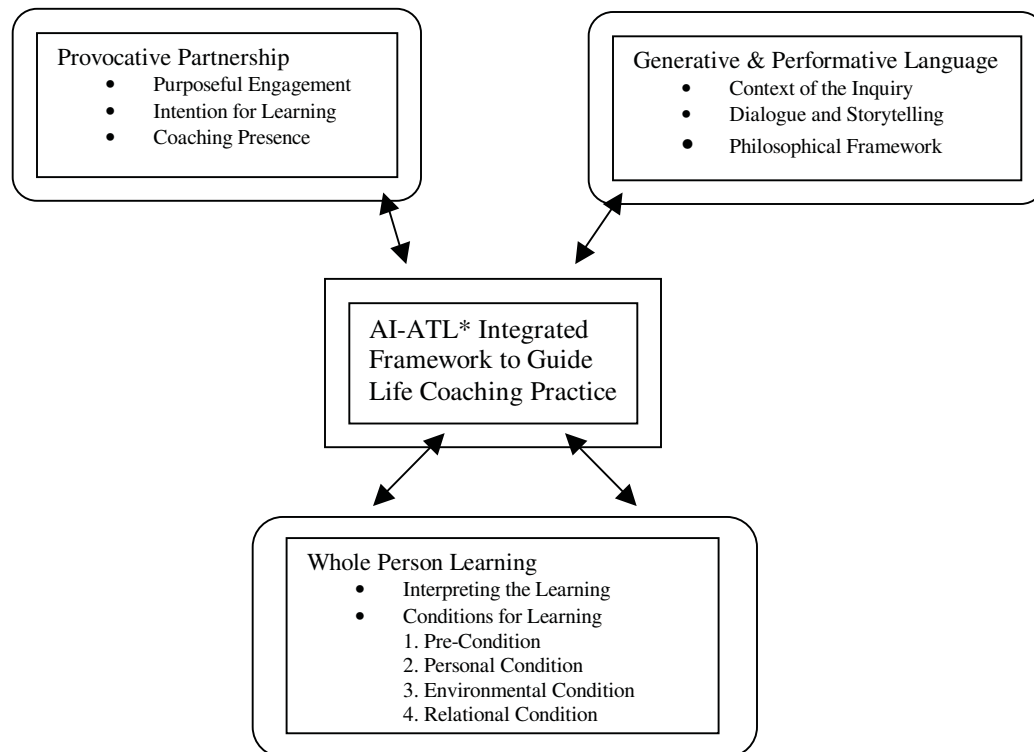 Provocative Partnership
• Purposeful Engagement
• Intention for Learning
• Coaching Presence
Generative & Performative Language
• Context of the Inquiry
• Dialogue and Storytelling
• Philosophical Framework
AI-ATL* Integrated
Framework to Guide
Life Coaching Practice
Whole Person Learning
• Interpreting the Learning
• Conditions for Learning
1. Pre-Condition
2. Personal Condition
3. Environmental Condition
4. Relational Condition